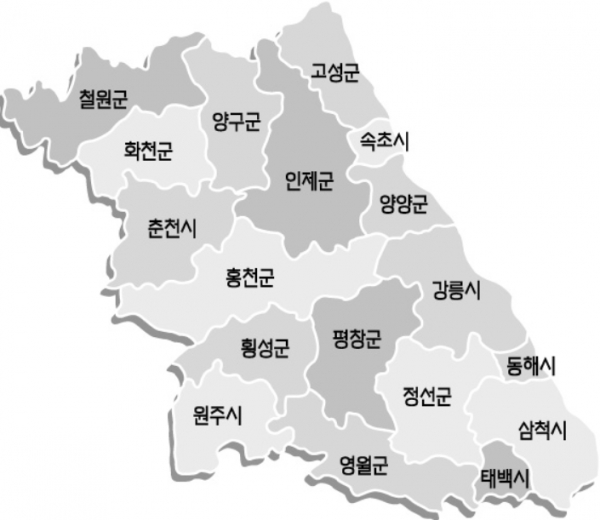 고성군
철원군
양구군
속초시
화천군
인제군
양양군
춘천시
홍천군
강릉시
평창군
횡성군
동해시
정선군
원주시
삼척시
영월군
태백시